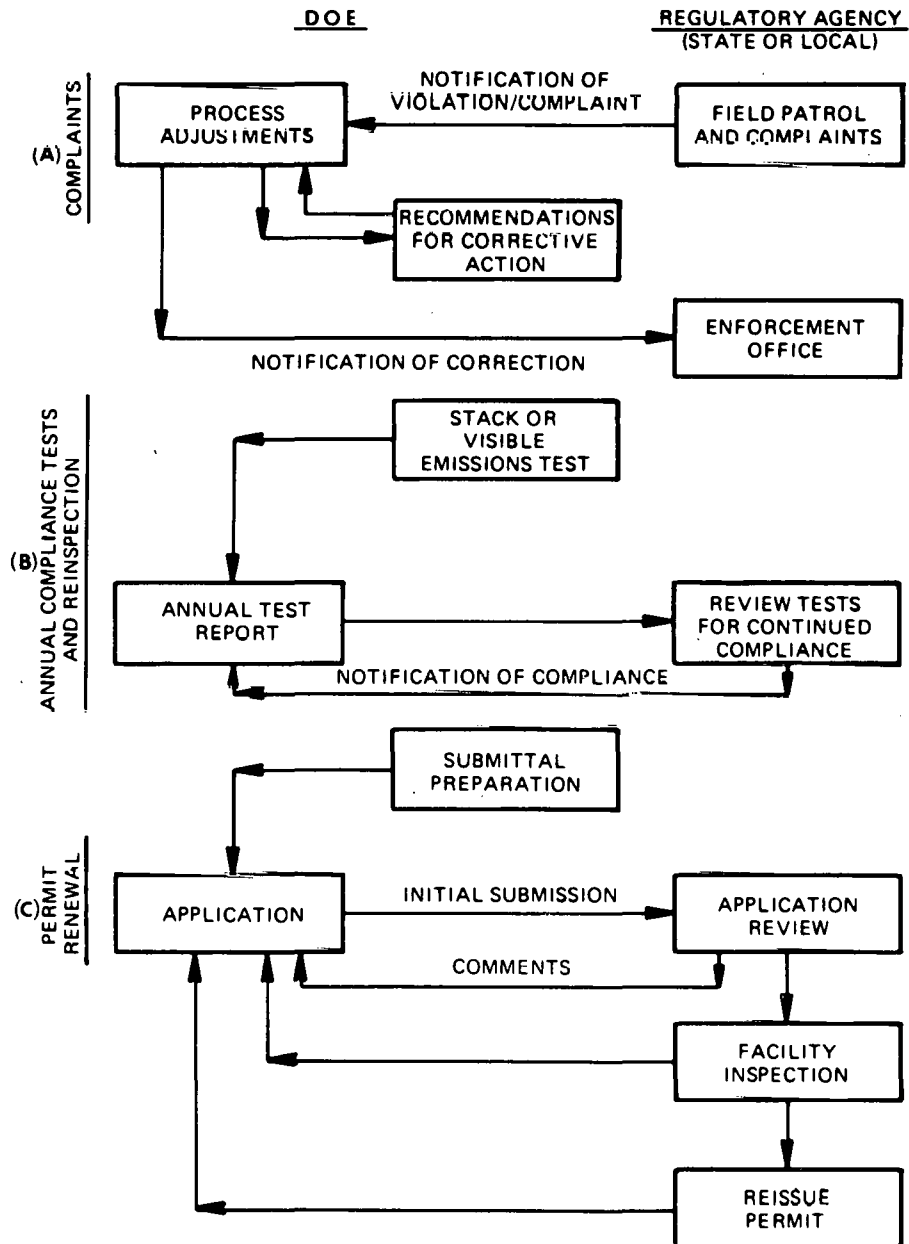 DOE
REGULATORY AGENCY
(STATE OR LOCAL)
(A)
COMPLAINTS
PROCESS
ADJUSTMENTS
NOTIFICATION OF
VIOLATION/COMPLAINT
FIELD PATROL
AND COMPLAINTS
RECOMMENDATIONS
FOR CORRECTIVE
ACTION
NOTIFICATION OF CORRECTION
ENFORCEMENT
OFFICE
(B)
ANNUAL COMPLIANCE TESTS
AND REINSPECTION
STACK OR
VISIBLE
EMISSIONS TEST
ANNUAL TEST
REPORT
REVIEW TESTS
FOR CONTINUED
COMPLIANCE
NOTIFICATION OF COMPLIANCE
(C)
PERMIT
RENEWAL
SUBMITTAL
PREPARATION
APPLICATION
INITIAL SUBMISSION
APPLICATION
REVIEW
COMMENTS
FACILITY
INSPECTION
REISSUE
PERMIT